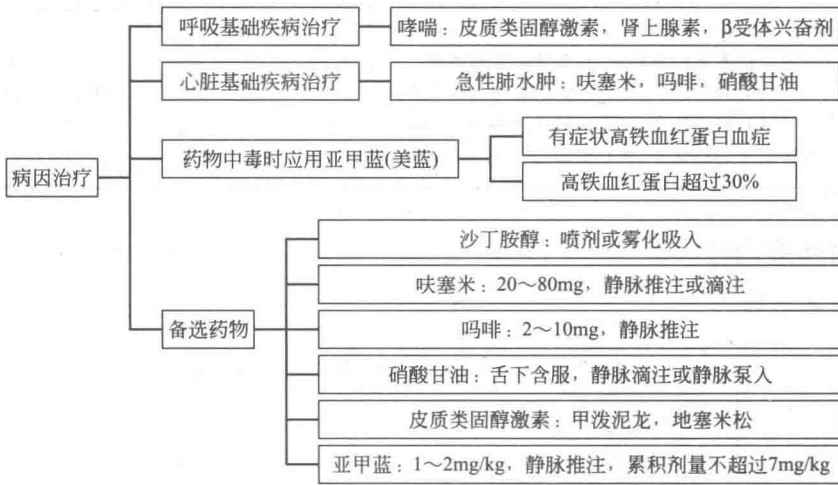 呼吸基础疾病治疗
哮喘：皮质类固醇激素，肾上腺素，β受体兴奋剂
心脏基础疾病治疗
急性肺水肿：呋塞米，吗啡，硝酸甘油
病因治疗
药物中毒时应用亚甲蓝(美蓝)
有症状高铁血红蛋白血症
高铁血红蛋白超过30%
备选药物
沙丁胺醇：喷剂或雾化吸入
呋塞米：20～80mg，静脉推注或滴注
吗啡：2～10mg，静脉推注
硝酸甘油：舌下含服，静脉滴注或静脉泵入
皮质类固醇激素：甲泼泥龙，地塞米松
亚甲蓝：1～2mg/kg，静脉推注，累积剂量不超过7mg/kg